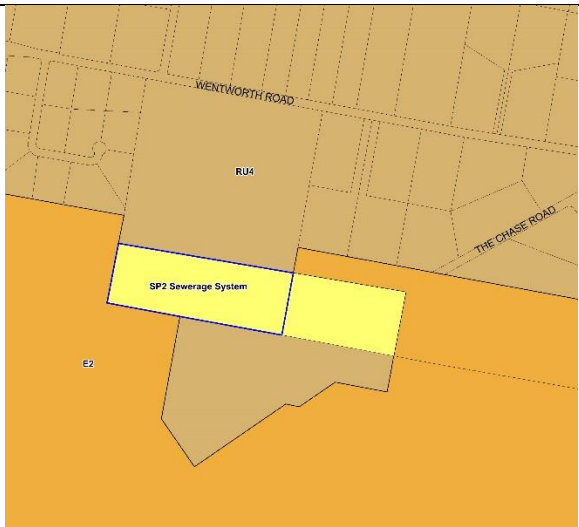 WENTWORTH ROAD
RU4
THE CHASE ROAD
SP2 Sewerage System
E2